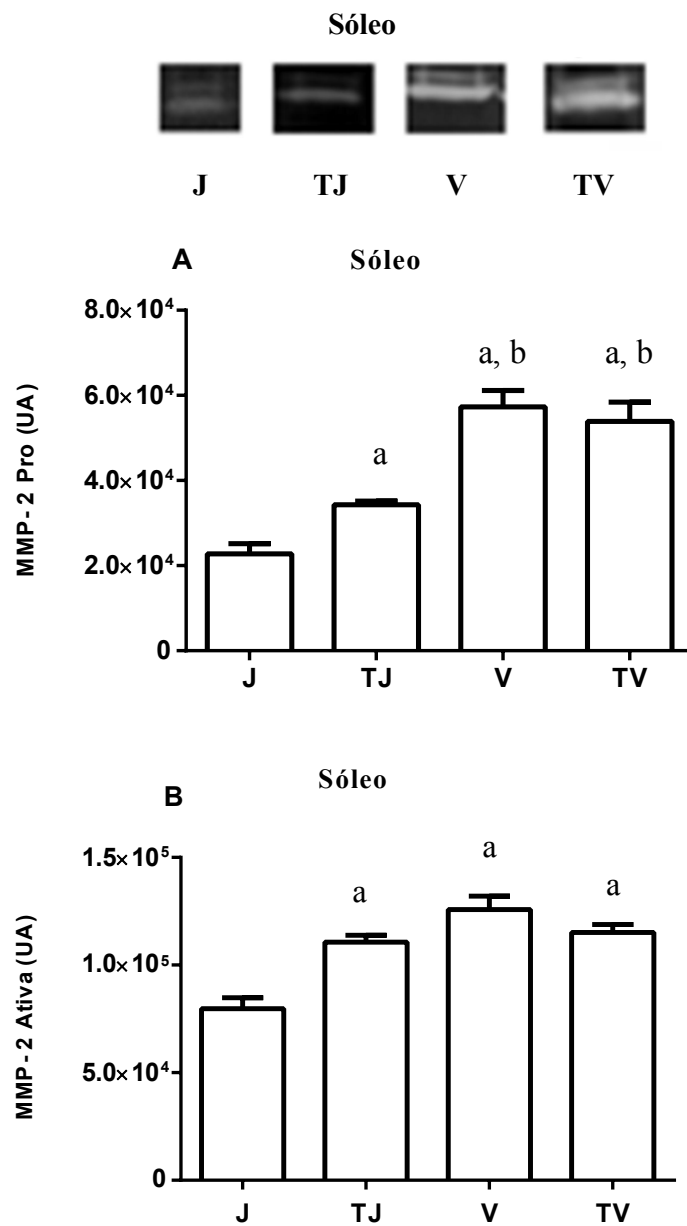 Sóleo
J TJ V TV
A Sóleo
MMP-2 Pro (UA)
8.0×10⁴
6.0×10⁴
4.0×10⁴
2.0×10⁴
0
a
a, b
a, b
J TJ V TV
B Sóleo
MMP-2 Ativa (UA)
1.5×10⁵
1.0×10⁵
5.0×10⁴
0
a
a
a
J TJ V TV